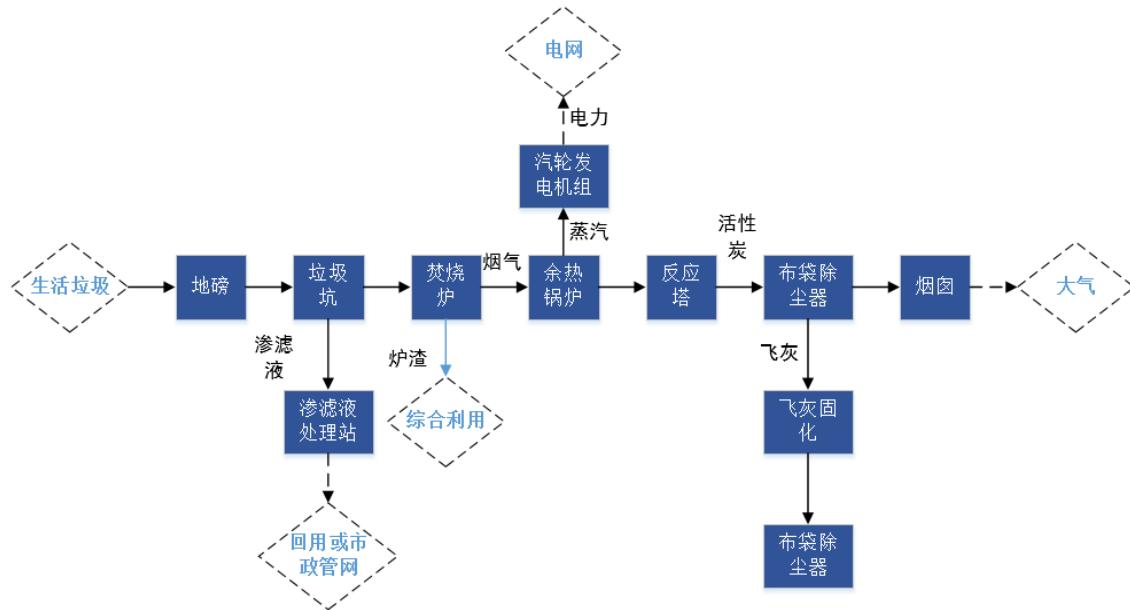 电网
电力
汽轮发
电机组
蒸汽
生活垃圾
地磅
垃圾
坑
焚烧
炉
烟气
余热
锅炉
反应
塔
活性
炭
布袋除
尘器
烟囱
大气
渗滤
液
炉渣
飞灰
渗滤液
处理站
综合利用
飞灰固
化
回用或市
政管网
布袋除
尘器